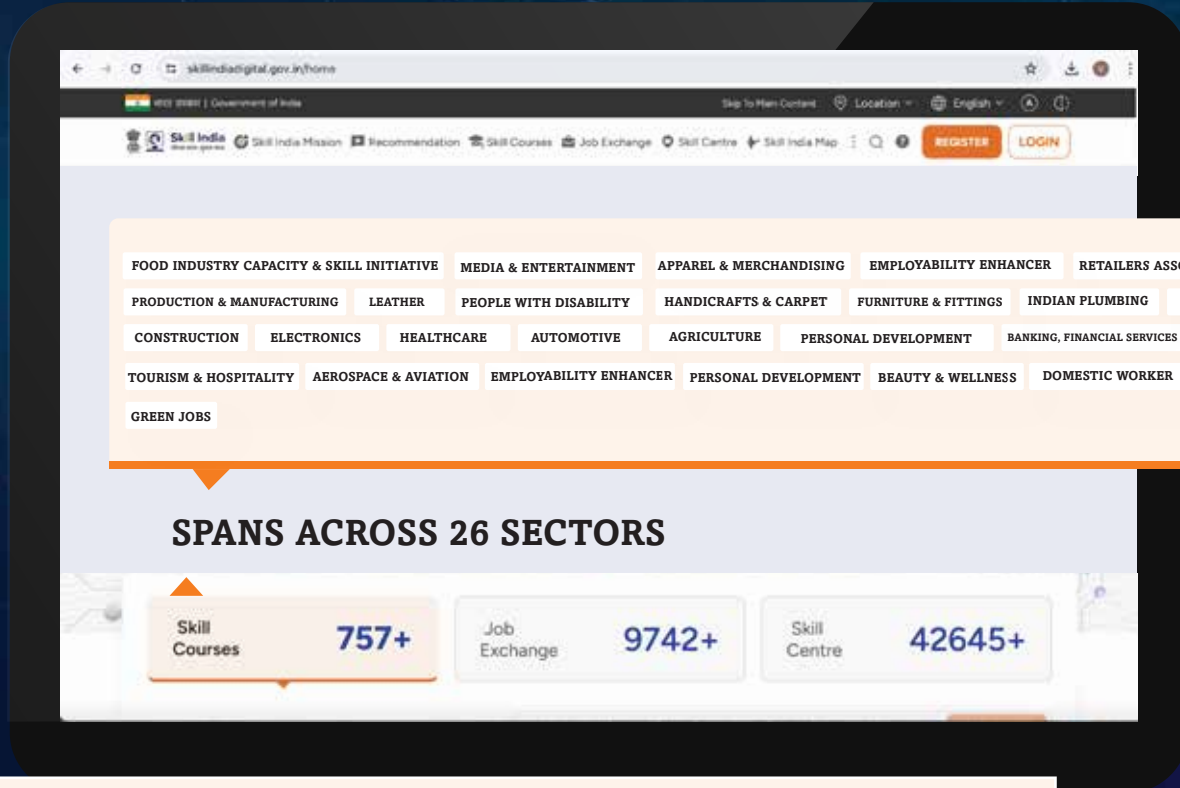 skillindiadigital.gov.in/home
भारत सरकार | Government of India Skip To Main Content Location English
Skill India Skill India Mission Recommendation Skill Courses Job Exchange Skill Centre Skill India Map REGISTER LOGIN
FOOD INDUSTRY CAPACITY & SKILL INITIATIVE MEDIA & ENTERTAINMENT APPAREL & MERCHANDISING EMPLOYABILITY ENHANCER RETAILERS
PRODUCTION & MANUFACTURING LEATHER PEOPLE WITH DISABILITY HANDICRAFTS & CARPET FURNITURE & FITTINGS INDIAN PLUMBING
CONSTRUCTION ELECTRONICS HEALTHCARE AUTOMOTIVE AGRICULTURE PERSONAL DEVELOPMENT BANKING, FINANCIAL SERVICES
TOURISM & HOSPITALITY AEROSPACE & AVIATION EMPLOYABILITY ENHANCER PERSONAL DEVELOPMENT BEAUTY & WELLNESS DOMESTIC WORKER
GREEN JOBS
SPANS ACROSS 26 SECTORS
Skill Courses 757+
Job Exchange 9742+
Skill Centre 42645+